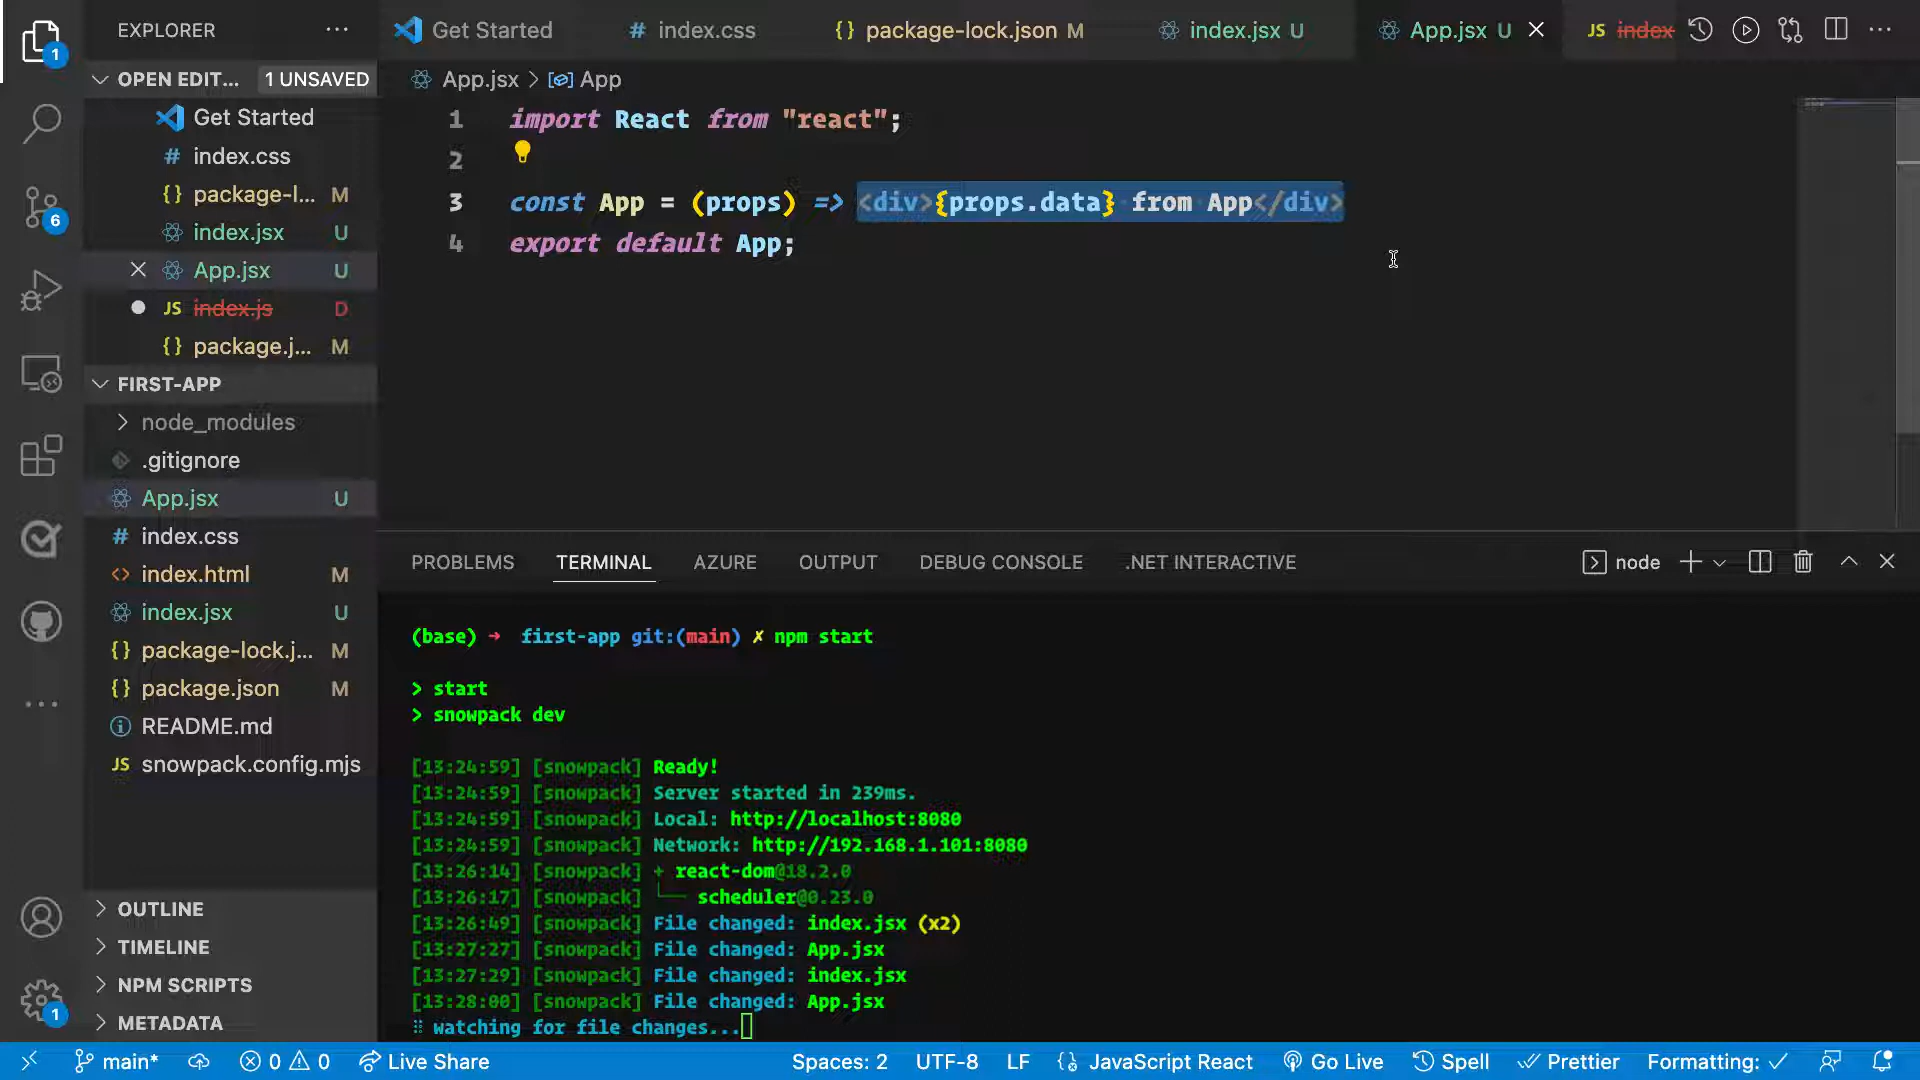 EXPLORER
Get Started
index.css
package-lock.json M
index.jsx U
App.jsx U
JS index
OPEN EDIT... 1 UNSAVED
Get Started
# index.css
{} package-l... M
index.jsx U
App.jsx U
JS index.js D
{} package.j... M
FIRST-APP
node_modules
.gitignore
App.jsx U
# index.css
<> index.html M
index.jsx U
{} package-lock.j... M
{} package.json M
README.md
JS snowpack.config.mjs
OUTLINE
TIMELINE
NPM SCRIPTS
METADATA
1
6
1
App.jsx > App
1 import React from "react";
2
3 const App = (props) => <div>{props.data} from App</div>
4 export default App;
PROBLEMS TERMINAL AZURE OUTPUT DEBUG CONSOLE .NET INTERACTIVE node
(base) → first-app git:(main) ✗ npm start
> start
> snowpack dev
[13:24:59] [snowpack] Ready!
[13:24:59] [snowpack] Server started in 239ms.
[13:24:59] [snowpack] Local: http://localhost:8080
[13:24:59] [snowpack] Network: http://192.168.1.101:8080
[13:26:14] [snowpack] + react-dom@18.2.0
[13:26:17] [snowpack] └── scheduler@0.23.0
[13:26:49] [snowpack] File changed: index.jsx (x2)
[13:27:27] [snowpack] File changed: App.jsx
[13:27:29] [snowpack] File changed: index.jsx
[13:28:00] [snowpack] File changed: App.jsx
⠿ watching for file changes...
main* 0 0 Live Share Spaces: 2 UTF-8 LF {} JavaScript React Go Live Spell Prettier Formatting: ✓